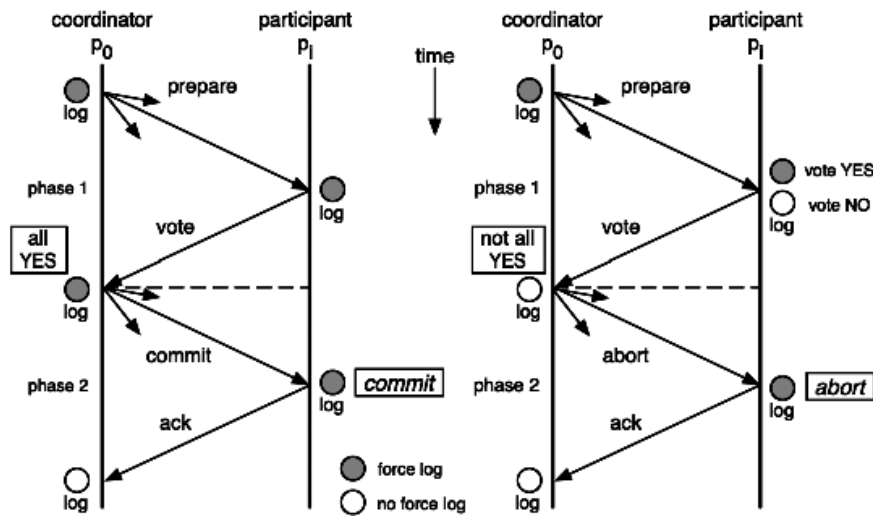 coordinator
p0
participant
pi
time
log
prepare
phase 1
log
vote
all
YES
log
commit
phase 2
commit
log
ack
log
force log
no force log
coordinator
p0
participant
pi
log
prepare
phase 1
vote YES
vote NO
log
vote
not all
YES
log
abort
phase 2
abort
log
ack
log